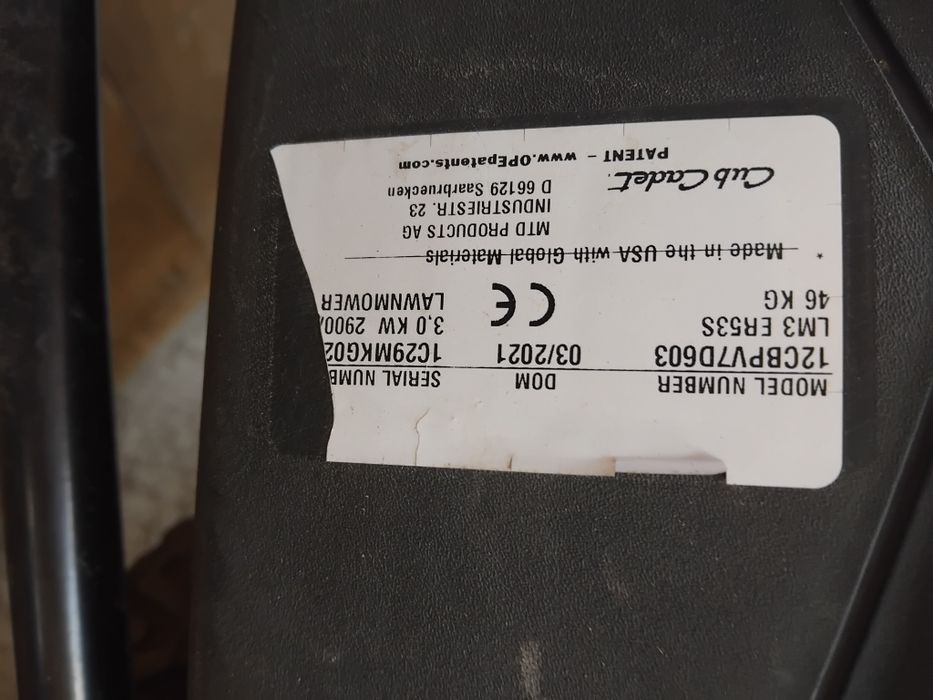 MODEL NUMBER DOM SERIAL NUMB
12CBPV7D603 03/2021 1C29MKG02
LM3 ER53S 3,0 KW 2900/
46 KG CE LAWNMOWER
* Made in the USA with Global Materials
MTD PRODUCTS AG
INDUSTRIESTR. 23
D 66129 Saarbruecken
Cub Cadet.
PATENT - www.OPEpatents.com